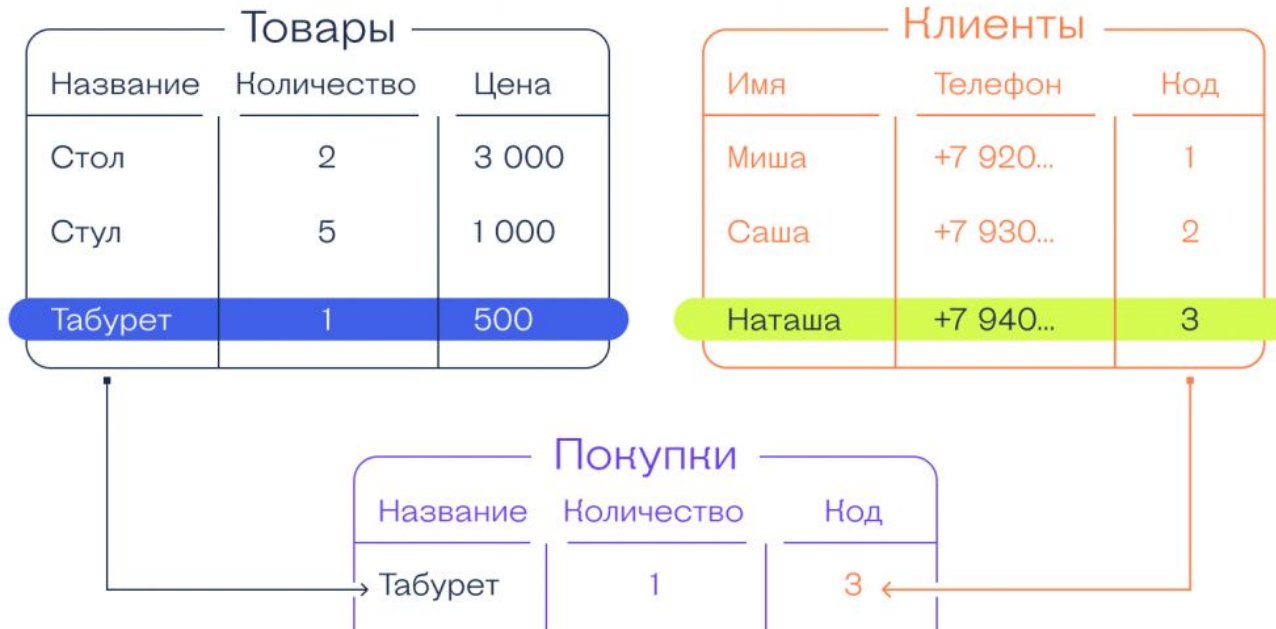 Товары
Название Количество Цена
Стол 2 3 000
Стул 5 1 000
Табурет 1 500
Клиенты
Имя Телефон Код
Миша +7 920... 1
Саша +7 930... 2
Наташа +7 940... 3
Покупки
Название Количество Код
Табурет 1 3